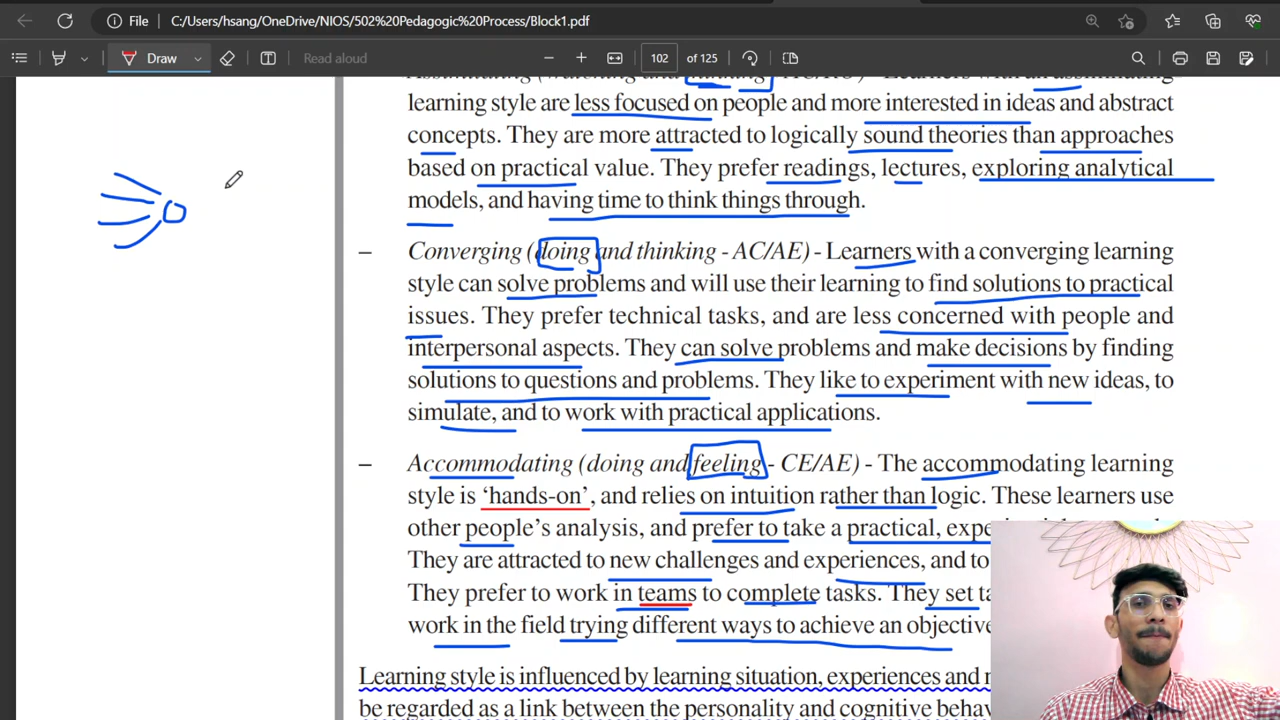 File C:/Users/hsang/OneDrive/NIOS/502%20Pedagogic%20Process/Block1.pdf
Draw Read aloud 102 of 125
Assimilating (watching and thinking - AC/RO) - Learners with an assimilating
learning style are less focused on people and more interested in ideas and abstract
concepts. They are more attracted to logically sound theories than approaches
based on practical value. They prefer readings, lectures, exploring analytical
models, and having time to think things through.
– Converging (doing and thinking - AC/AE) - Learners with a converging learning
style can solve problems and will use their learning to find solutions to practical
issues. They prefer technical tasks, and are less concerned with people and
interpersonal aspects. They can solve problems and make decisions by finding
solutions to questions and problems. They like to experiment with new ideas, to
simulate, and to work with practical applications.
– Accommodating (doing and feeling - CE/AE) - The accommodating learning
style is ‘hands-on’, and relies on intuition rather than logic. These learners use
other people’s analysis, and prefer to take a practical,
They are attracted to new challenges and experiences, and to
They prefer to work in teams to complete tasks. They set
work in the field trying different ways to achieve an objective
Learning style is influenced by learning situation, experiences and
be regarded as a link between the personality and cognitive